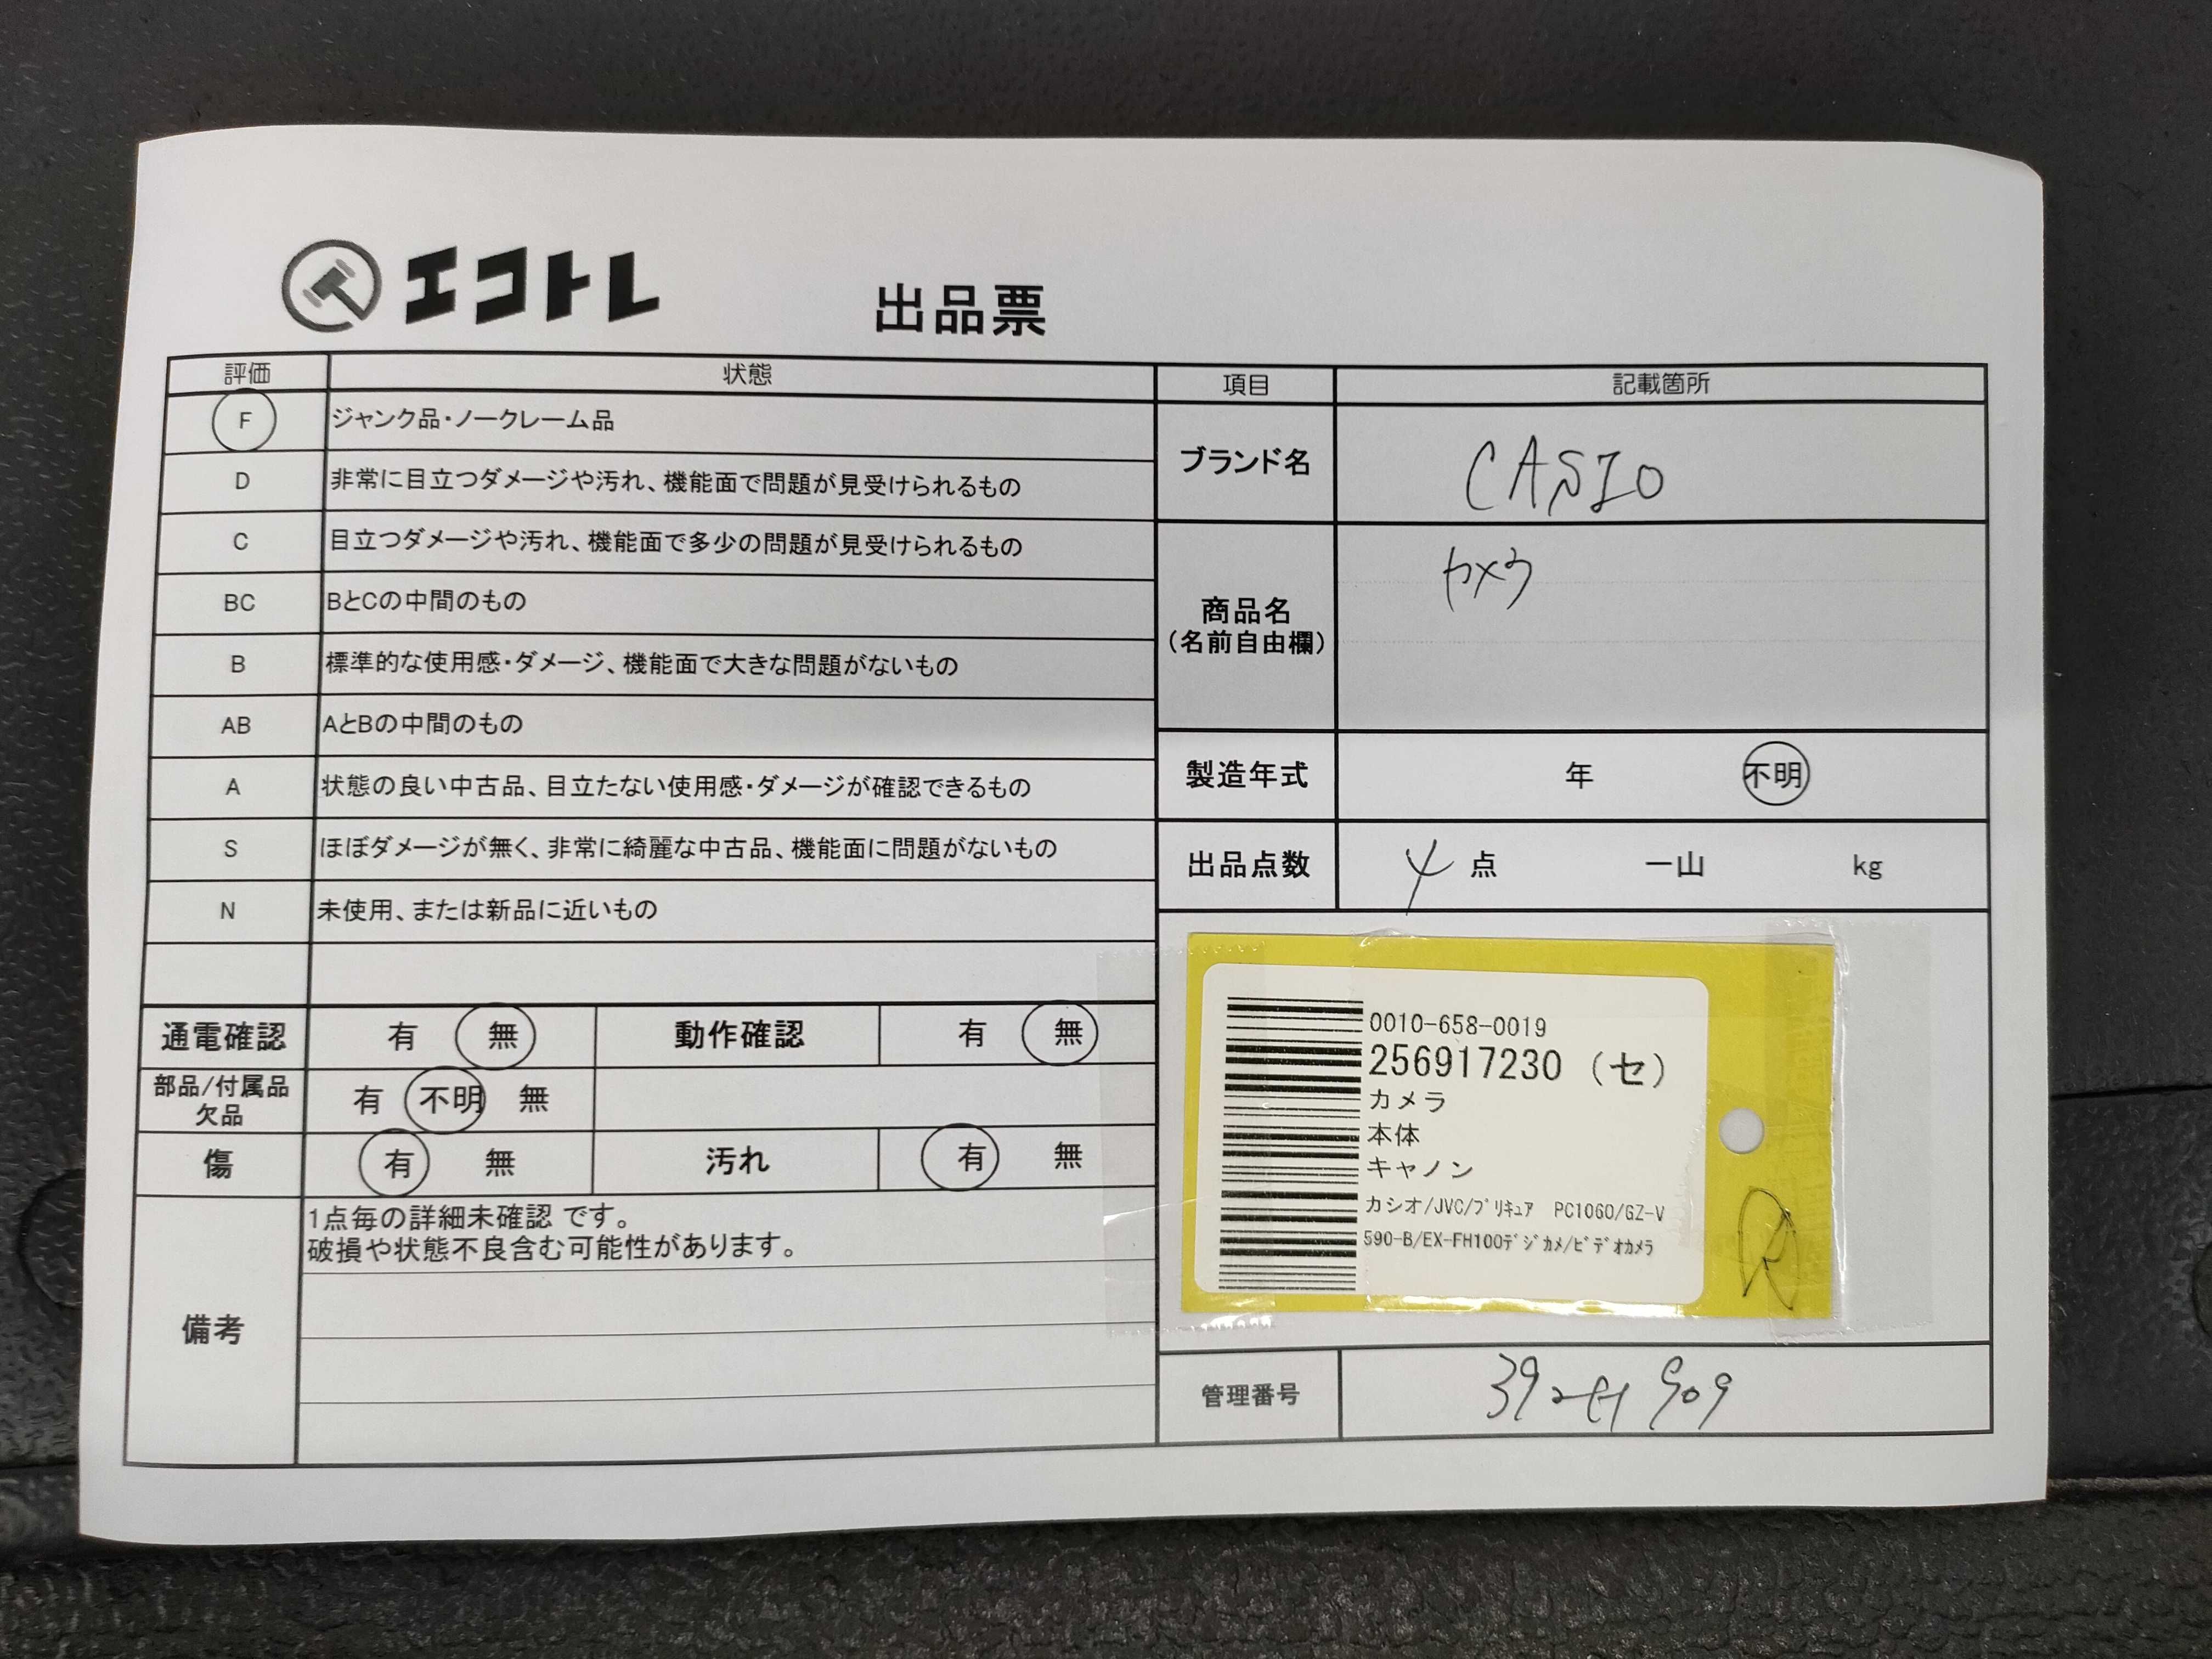 エコトレ
出品票
評価 状態
F ジャンク品・ノークレーム品
D 非常に目立つダメージや汚れ、機能面で問題が見受けられるもの
C 目立つダメージや汚れ、機能面で多少の問題が見受けられるもの
BC BとCの中間のもの
B 標準的な使用感・ダメージ、機能面で大きな問題がないもの
AB AとBの中間のもの
A 状態の良い中古品、目立たない使用感・ダメージが確認できるもの
S ほぼダメージが無く、非常に綺麗な中古品、機能面に問題がないもの
N 未使用、または新品に近いもの
通電確認 有 無 動作確認 有 無
部品/付属品
欠品 有 不明 無
傷 有 無 汚れ 有 無
備考
1点毎の詳細未確認 です。
破損や状態不良含む可能性があります。
項目 記載箇所
ブランド名 CASIO
商品名
(名前自由欄)
カメラ
製造年式 年 不明
出品点数 4 点 一山 kg
0010-658-0019
256917230 (セ)
カメラ
本体
キャノン
カシオ/JVC/プリキュア PC1060/GZ-V
590-B/EX-FH100デジカメ/ビデオカメラ
R
管理番号